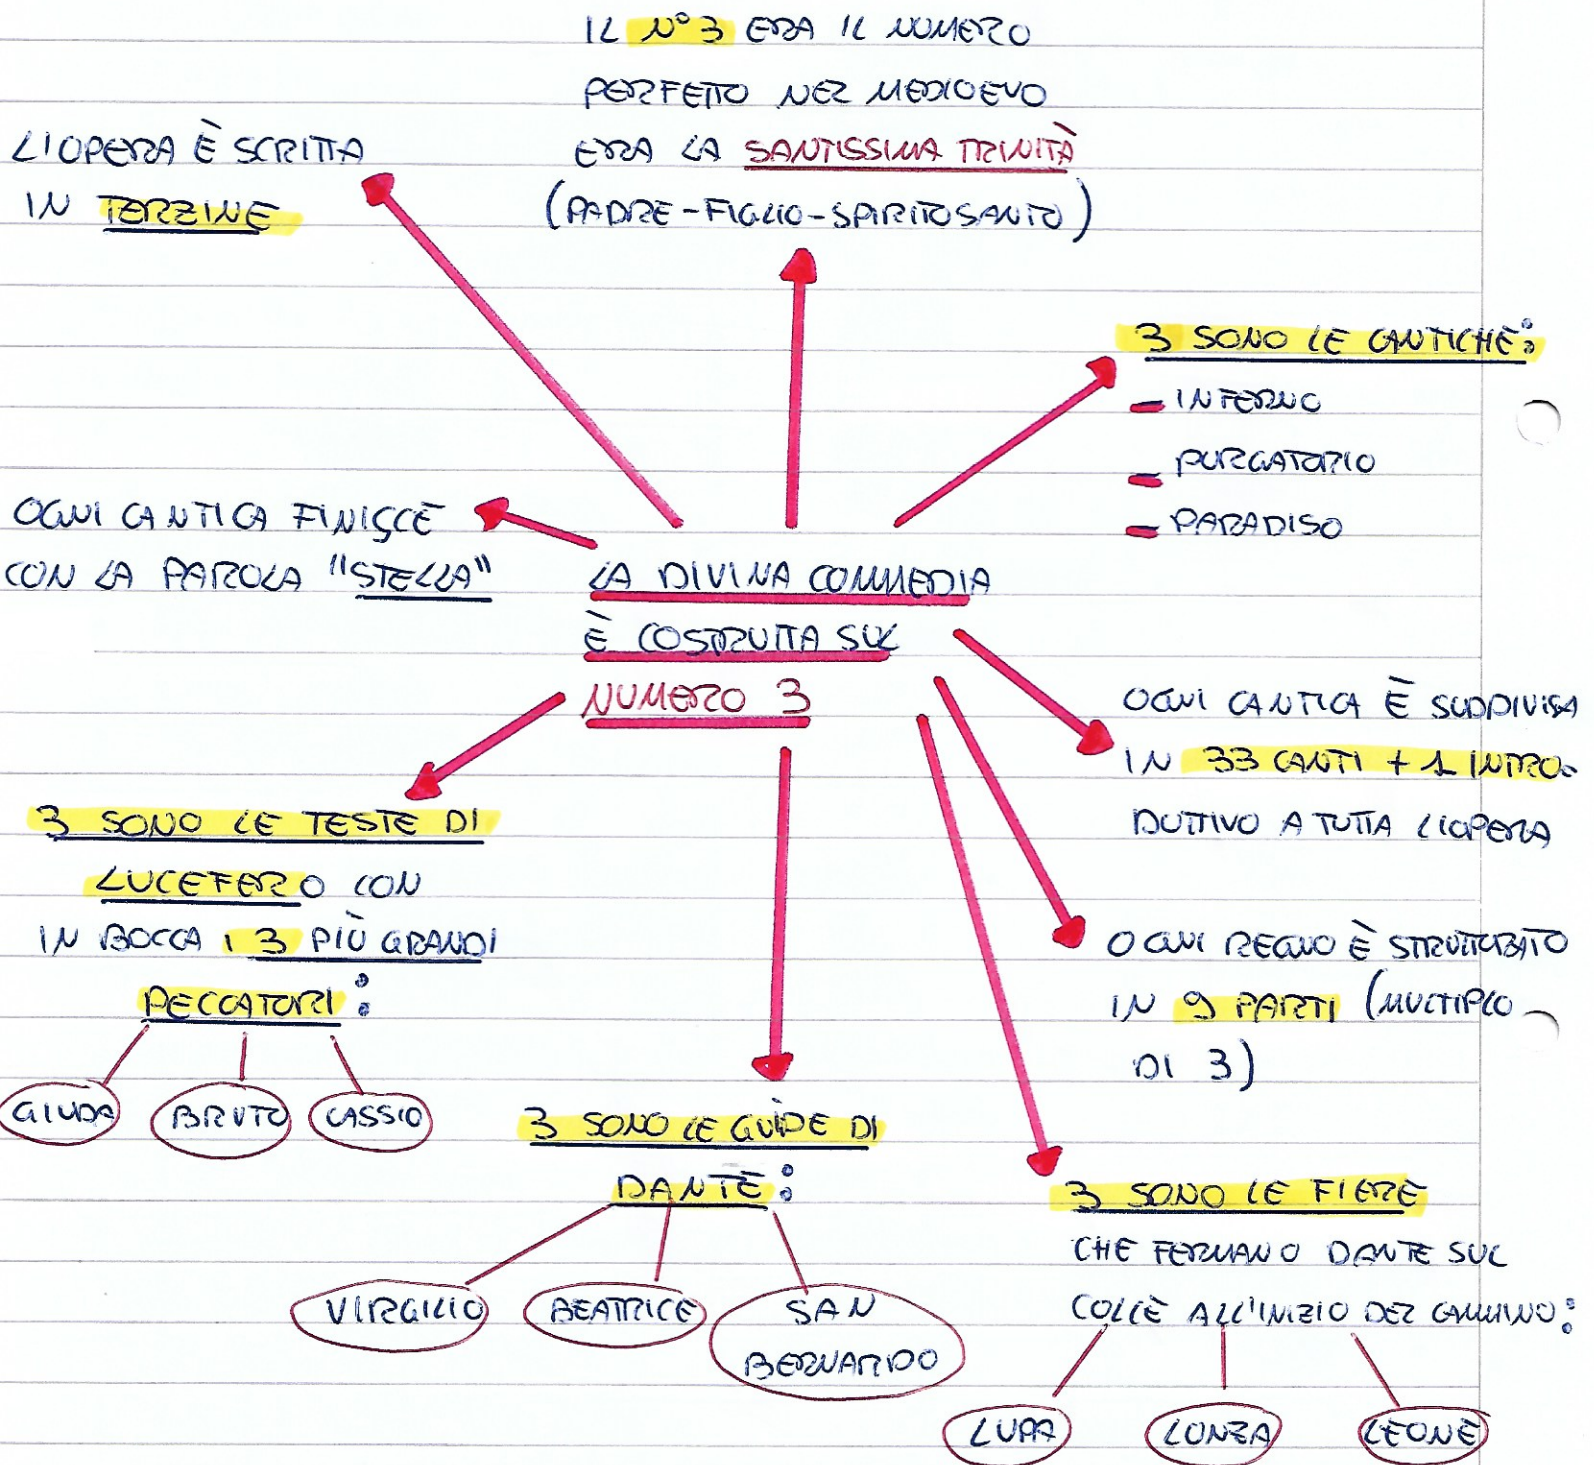 IL N° 3 ERA IL NUMERO
PERFETTO NEL MEDIOEVO
ERA LA SANTISSIMA TRINITÀ
(PADRE-FIGLIO-SPIRITO SANTO)
L'OPERA È SCRITTA
IN TERZINE
3 SONO LE CANTICHE:
- INFERNO
- PURGATORIO
- PARADISO
OGNI CANTICA FINISCE
CON LA PAROLA "STELLA"
LA DIVINA COMMEDIA
È COSTRUITA SUL
NUMERO 3
OGNI CANTICA È SUDDIVISA
IN 33 CANTI + 1 INTRO-
DUTTIVO A TUTTA L'OPERA
3 SONO LE TESTE DI
LUCEFERO CON
IN BOCCA I 3 PIÙ GRANDI
PECCATORI:
GIUDA BRUTO CASSIO
OGNI REGNO È STRUTTURATO
IN 9 PARTI (MULTIPLO
DI 3)
3 SONO LE GUIDE DI
DANTE:
VIRGILIO BEATRICE SAN
BERNARDO
3 SONO LE FIERE
CHE FERMANO DANTE SUL
COLLE ALL'INIZIO DEL CAMMINO:
LUPA LONZA LEONE